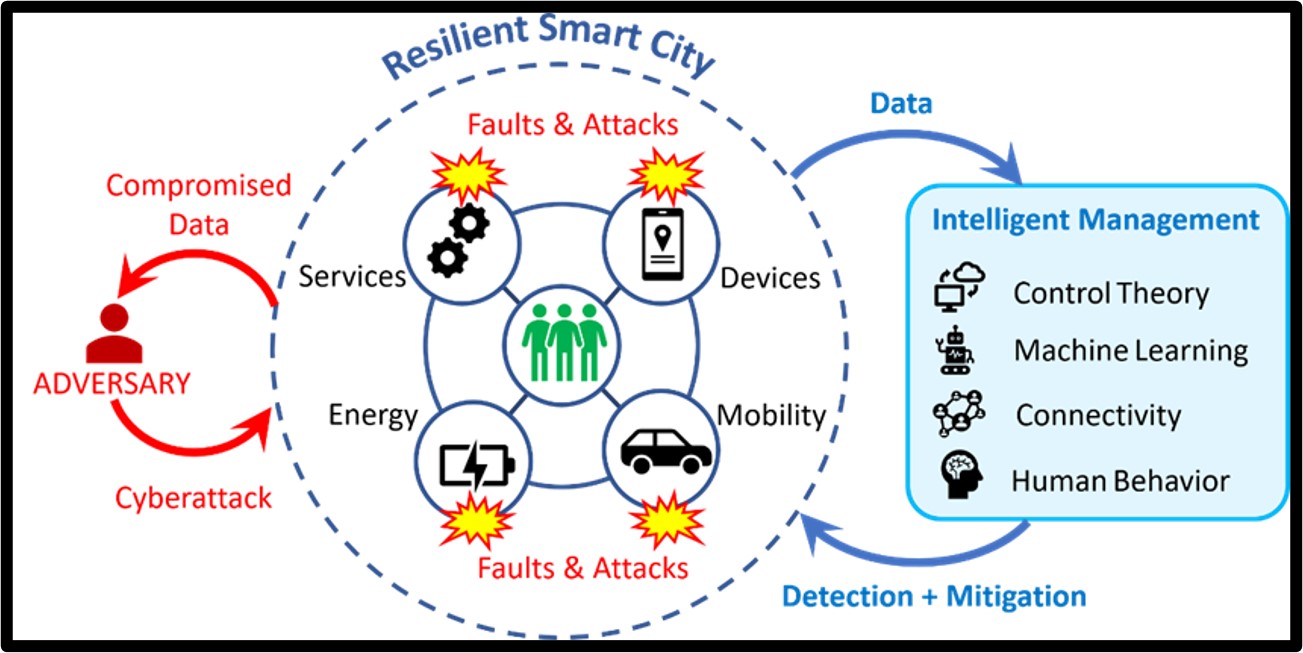 Resilient Smart City
Faults & Attacks
Data
Compromised
Data
Intelligent Management
Services
Devices
Control Theory
Machine Learning
ADVERSARY
Energy
Mobility
Connectivity
Human Behavior
Cyberattack
Faults & Attacks
Detection + Mitigation